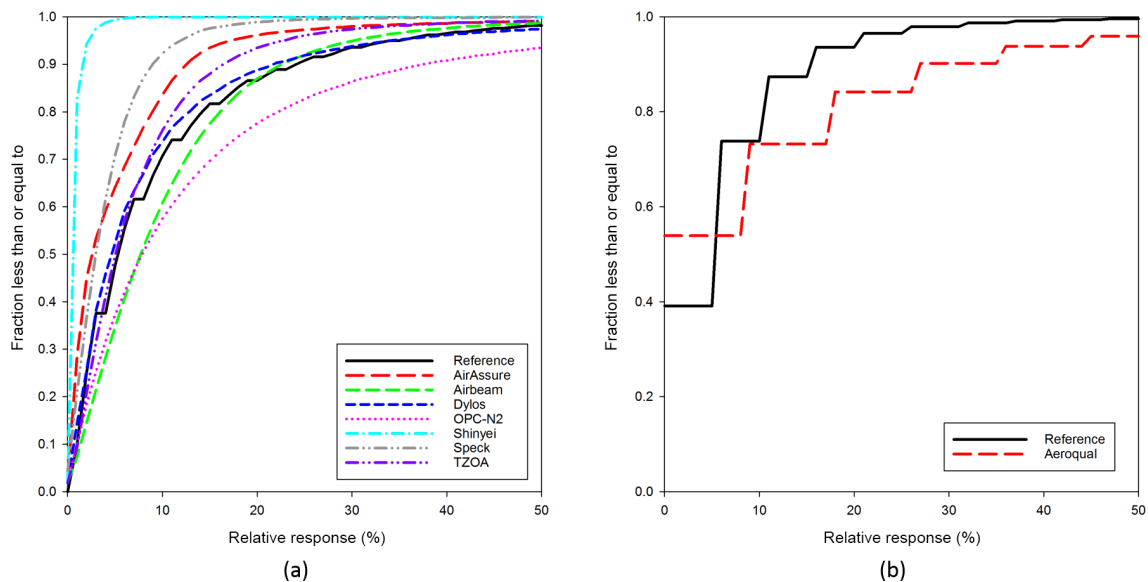 Fraction less than or equal to
1.0
0.9
0.8
0.7
0.6
0.5
0.4
0.3
0.2
0.1
0.0
0 10 20 30 40 50
Relative response (%)
Reference
AirAssure
Airbeam
Dylos
OPC-N2
Shinyei
Speck
TZOA
(a)
Fraction less than or equal to
1.0
0.8
0.6
0.4
0.2
0.0
0 10 20 30 40 50
Relative response (%)
Reference
Aeroqual
(b)